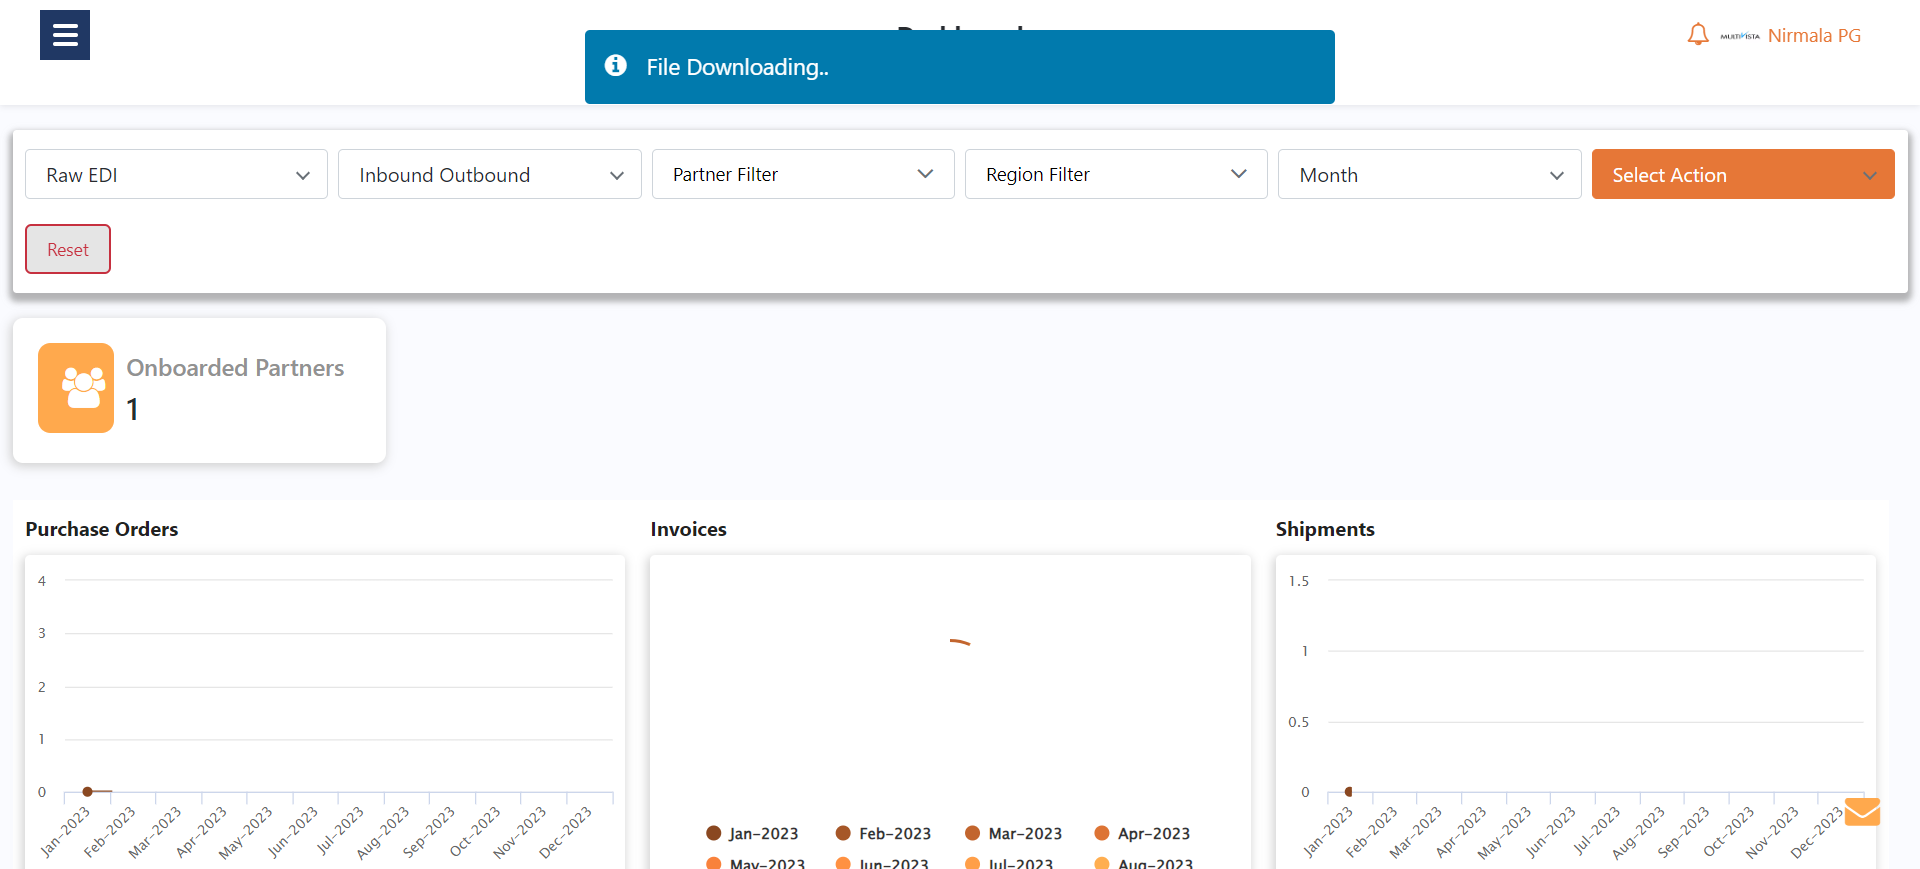 Nirmala PG
MULTIVISTA
File Downloading..
Raw EDI
Inbound Outbound
Partner Filter
Region Filter
Month
Select Action
Reset
Onboarded Partners
1
Purchase Orders
4
3
2
1
0
Jan-2023
Feb-2023
Mar-2023
Apr-2023
May-2023
Jun-2023
Jul-2023
Aug-2023
Sep-2023
Oct-2023
Nov-2023
Dec-2023
Invoices
Jan-2023
Feb-2023
Mar-2023
Apr-2023
May-2023
Jun-2023
Jul-2023
Aug-2023
Shipments
1.5
1
0.5
0
Jan-2023
Feb-2023
Mar-2023
Apr-2023
May-2023
Jun-2023
Jul-2023
Aug-2023
Sep-2023
Oct-2023
Nov-2023
Dec-2023